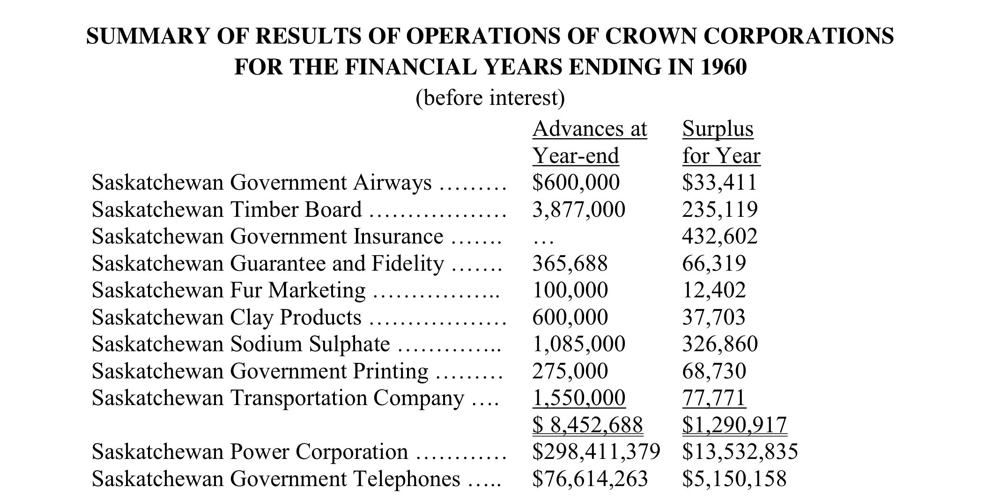 SUMMARY OF RESULTS OF OPERATIONS OF CROWN CORPORATIONS
FOR THE FINANCIAL YEARS ENDING IN 1960
(before interest)
Advances at Surplus
Year-end for Year
Saskatchewan Government Airways ……… $600,000 $33,411
Saskatchewan Timber Board ……………… 3,877,000 235,119
Saskatchewan Government Insurance ……. … 432,602
Saskatchewan Guarantee and Fidelity ……. 365,688 66,319
Saskatchewan Fur Marketing …………….. 100,000 12,402
Saskatchewan Clay Products ……………… 600,000 37,703
Saskatchewan Sodium Sulphate ………….. 1,085,000 326,860
Saskatchewan Government Printing ……… 275,000 68,730
Saskatchewan Transportation Company …. 1,550,000 77,771
$ 8,452,688 $1,290,917
Saskatchewan Power Corporation ………… $298,411,379 $13,532,835
Saskatchewan Government Telephones ….. $76,614,263 $5,150,158